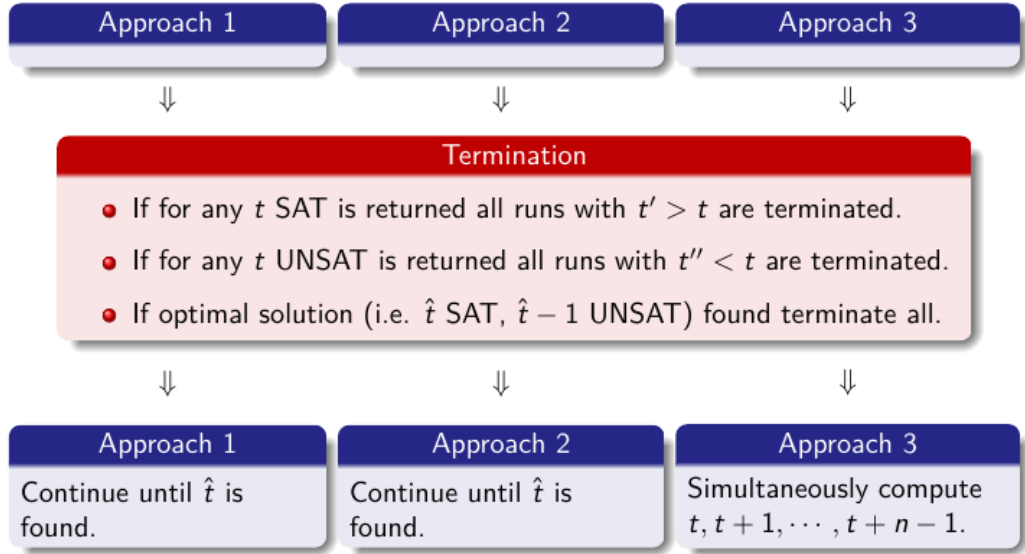 Approach 1
Approach 2
Approach 3
⇓ ⇓ ⇓
Termination
If for any t SAT is returned all runs with t′ > t are terminated.
If for any t UNSAT is returned all runs with t″ < t are terminated.
If optimal solution (i.e. t̂ SAT, t̂ − 1 UNSAT) found terminate all.
⇓ ⇓ ⇓
Approach 1
Continue until t̂ is
found.
Approach 2
Continue until t̂ is
found.
Approach 3
Simultaneously compute
t, t + 1, ⋯ , t + n − 1.